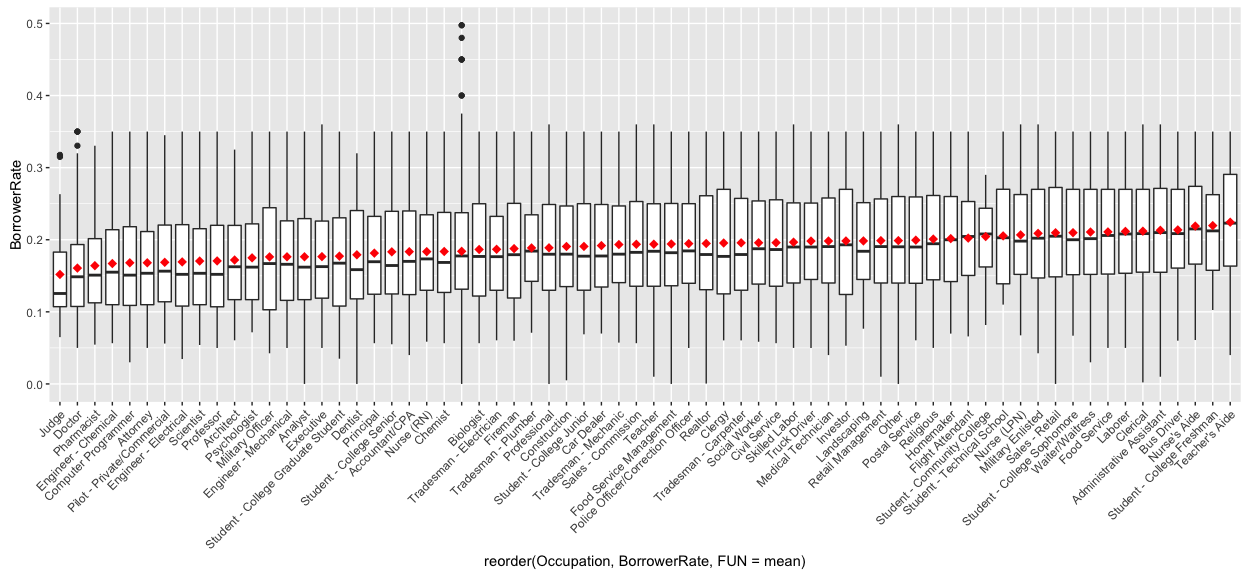 0.5
0.4
0.3
0.2
0.1
0.0
BorrowerRate
Judge
Doctor
Pharmacist
Engineer - Chemical
Computer Programmer
Attorney
Pilot - Private/Commercial
Engineer - Electrical
Scientist
Professor
Architect
Psychologist
Military Officer
Engineer - Mechanical
Analyst
Executive
Student - College Graduate Student
Dentist
Principal
Student - College Senior
Accountant/CPA
Nurse (RN)
Chemist
Biologist
Tradesman - Electrician
Fireman
Tradesman - Plumber
Professional
Construction
Student - College Junior
Car Dealer
Tradesman - Mechanic
Sales - Commission
Teacher
Food Service Management
Police Officer/Correction Officer
Realtor
Clergy
Tradesman - Carpenter
Social Worker
Civil Service
Skilled Labor
Truck Driver
Medical Technician
Investor
Landscaping
Retail Management
Other
Postal Service
Religious
Homemaker
Flight Attendant
Student - Community College
Student - Technical School
Nurse (LPN)
Military Enlisted
Sales - Retail
Student - College Sophomore
Waiter/Waitress
Food Service
Laborer
Clerical
Administrative Assistant
Bus Driver
Nurse's Aide
Student - College Freshman
Teacher's Aide
reorder(Occupation, BorrowerRate, FUN = mean)